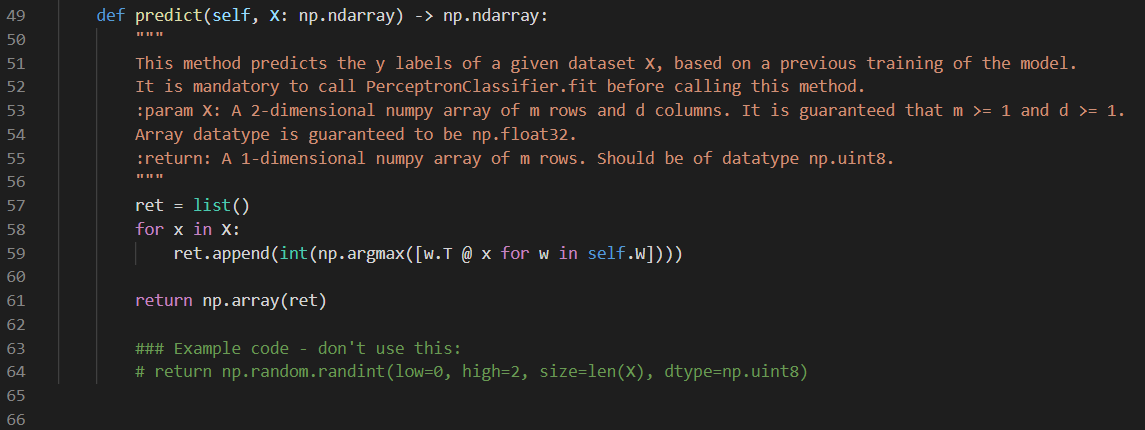 49 def predict(self, X: np.ndarray) -> np.ndarray:
50 """
51 This method predicts the y labels of a given dataset X, based on a previous training of the model.
52 It is mandatory to call PerceptronClassifier.fit before calling this method.
53 :param X: A 2-dimensional numpy array of m rows and d columns. It is guaranteed that m >= 1 and d >= 1.
54 Array datatype is guaranteed to be np.float32.
55 :return: A 1-dimensional numpy array of m rows. Should be of datatype np.uint8.
56 """
57 ret = list()
58 for x in X:
59 ret.append(int(np.argmax([w.T @ x for w in self.W])))
60
61 return np.array(ret)
62
63 ### Example code - don't use this:
64 # return np.random.randint(low=0, high=2, size=len(X), dtype=np.uint8)
65
66